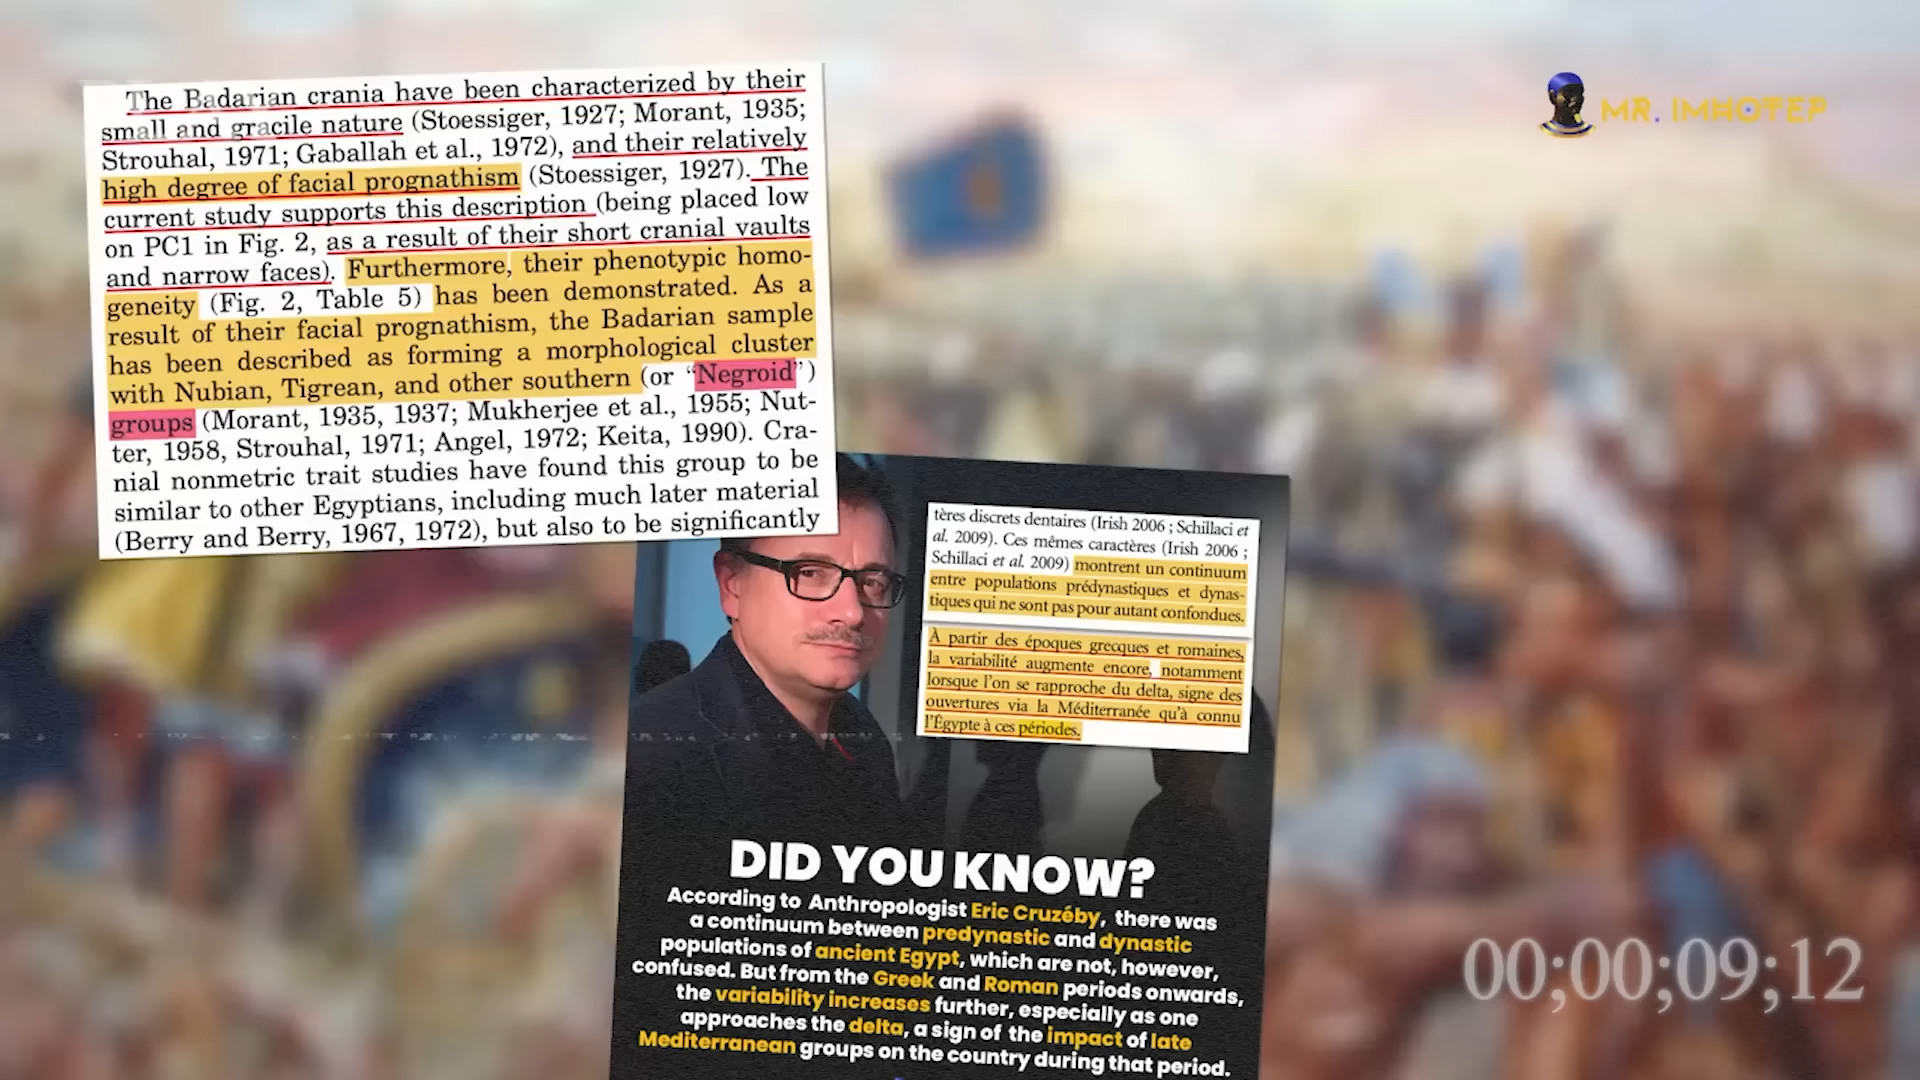 The Badarian crania have been characterized by their
small and gracile nature (Stoessiger, 1927; Morant, 1935;
Strouhal, 1971; Gaballah et al., 1972), and their relatively
high degree of facial prognathism (Stoessiger, 1927). The
current study supports this description (being placed low
on PC1 in Fig. 2, as a result of their short cranial vaults
and narrow faces). Furthermore, their phenotypic homo-
geneity (Fig. 2, Table 5) has been demonstrated. As a
result of their facial prognathism, the Badarian sample
has been described as forming a morphological cluster
with Nubian, Tigrean, and other southern (or “Negroid”)
groups (Morant, 1935, 1937; Mukherjee et al., 1955; Nut-
ter, 1958, Strouhal, 1971; Angel, 1972; Keita, 1990). Cra-
nial nonmetric trait studies have found this group to be
similar to other Egyptians, including much later material
(Berry and Berry, 1967, 1972), but also to be significantly
MR. IMHOTEP
tères discrets dentaires (Irish 2006 ; Schillaci et
al. 2009). Ces mêmes caractères (Irish 2006 ;
Schillaci et al. 2009) montrent un continuum
entre populations prédynastiques et dynas-
tiques qui ne sont pas pour autant confondues.
À partir des époques grecques et romaines,
la variabilité augmente encore, notamment
lorsque l’on se rapproche du delta, signe des
ouvertures via la Méditerranée qu’à connu
l’Égypte à ces périodes.
DID YOU KNOW?
According to Anthropologist Eric Cruzéby, there was
a continuum between predynastic and dynastic
populations of ancient Egypt, which are not, however,
confused. But from the Greek and Roman periods onwards,
the variability increases further, especially as one
approaches the delta, a sign of the impact of late
Mediterranean groups on the country during that period.
00;00;09;12